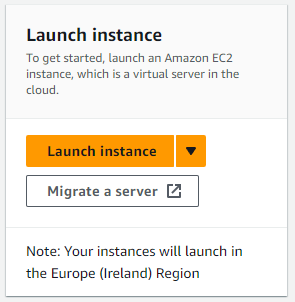 Launch instance
To get started, launch an Amazon EC2
instance, which is a virtual server in the
cloud.
Launch instance
Migrate a server
Note: Your instances will launch in
the Europe (Ireland) Region